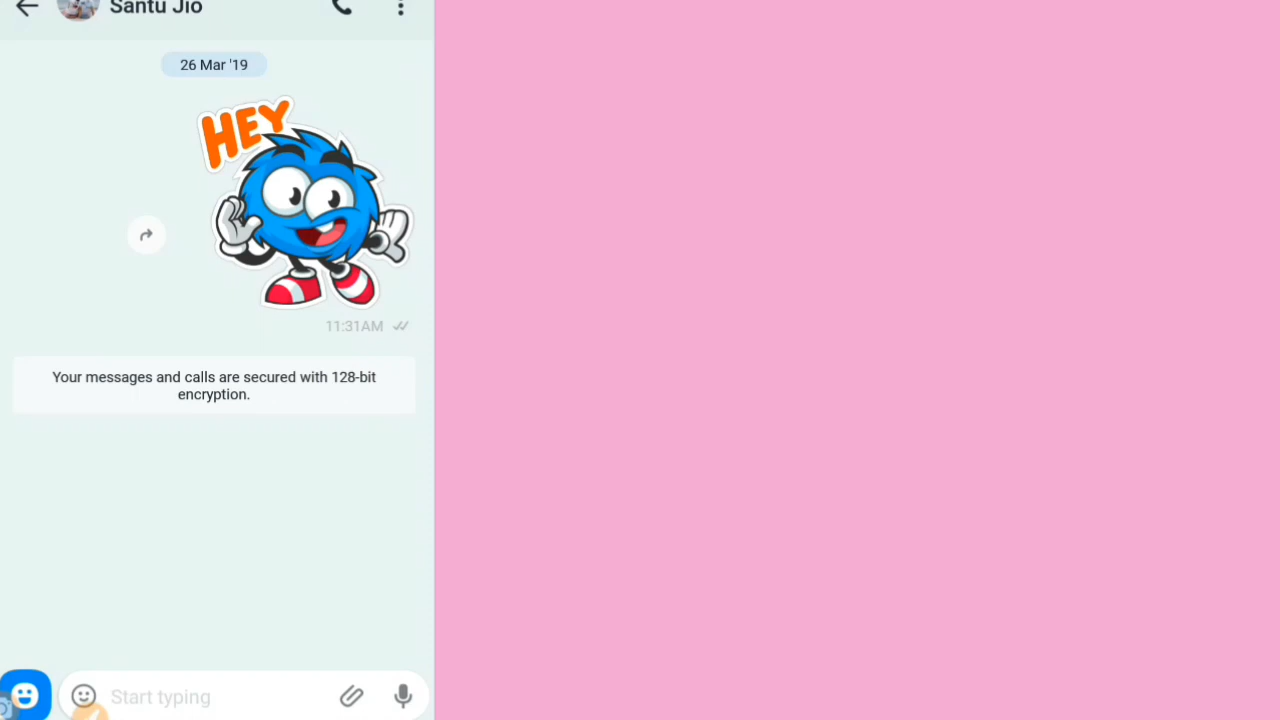 Santu Jio
26 Mar '19
HEY
11:31AM
Your messages and calls are secured with 128-bit
encryption.
Start typing